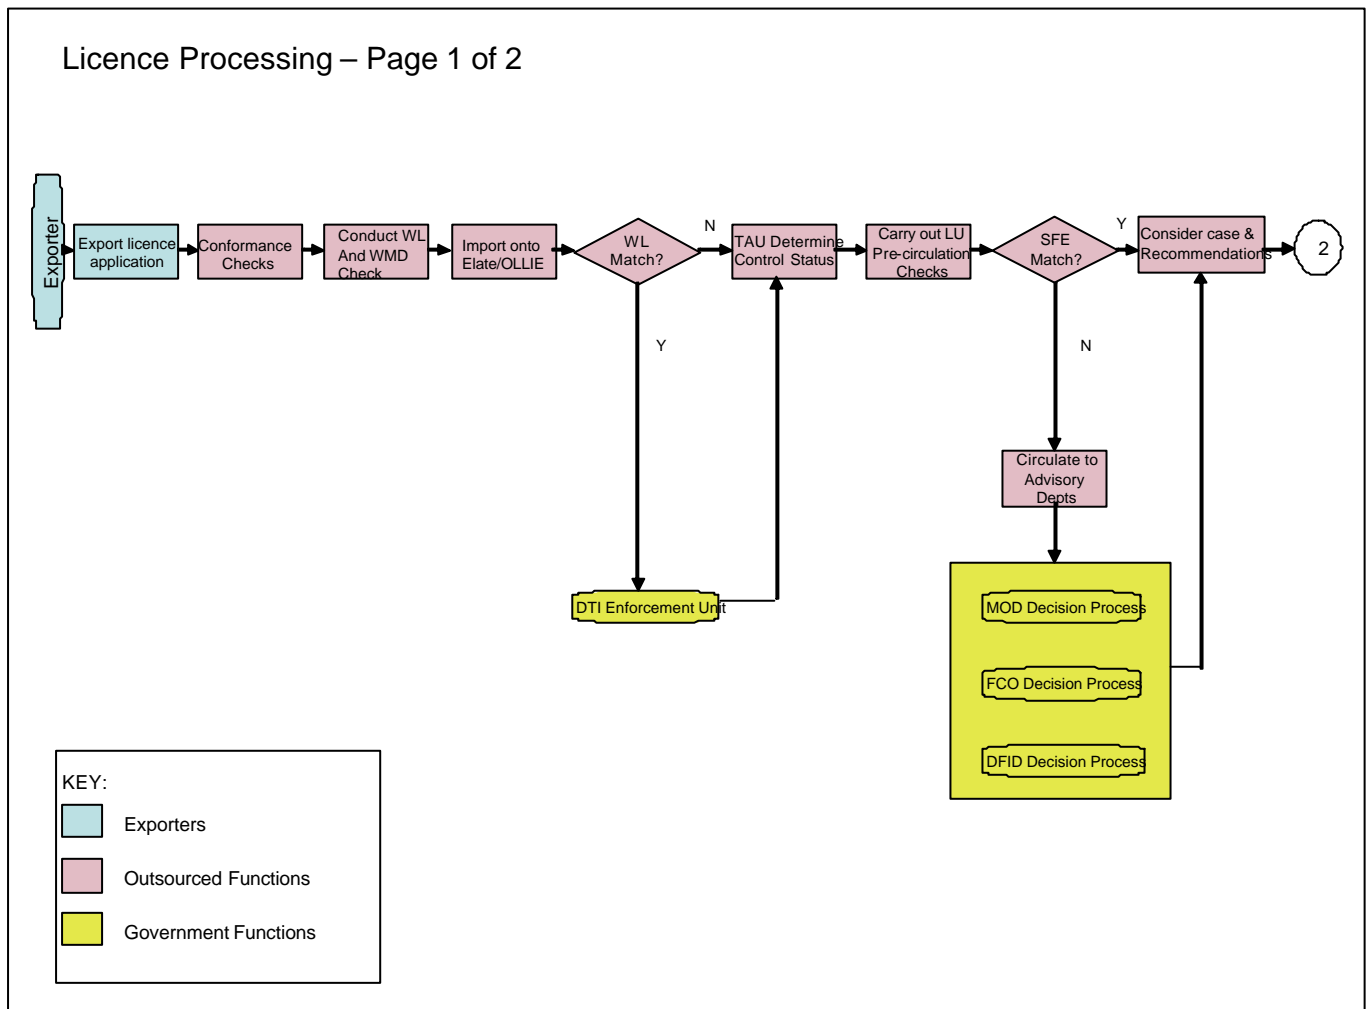 Licence Processing – Page 1 of 2
Exporter
Export licence
application
Conformance
Checks
Conduct WL
And WMD
Check
Import onto
Elate/OLLIE
WL
Match?
N
Y
TAU Determine
Control Status
Carry out LU
Pre-circulation
Checks
SFE
Match?
Y
N
Consider case &
Recommendations
2
Circulate to
Advisory
Depts
DTI Enforcement Unit
MOD Decision Process
FCO Decision Process
DFID Decision Process
KEY:
Exporters
Outsourced Functions
Government Functions